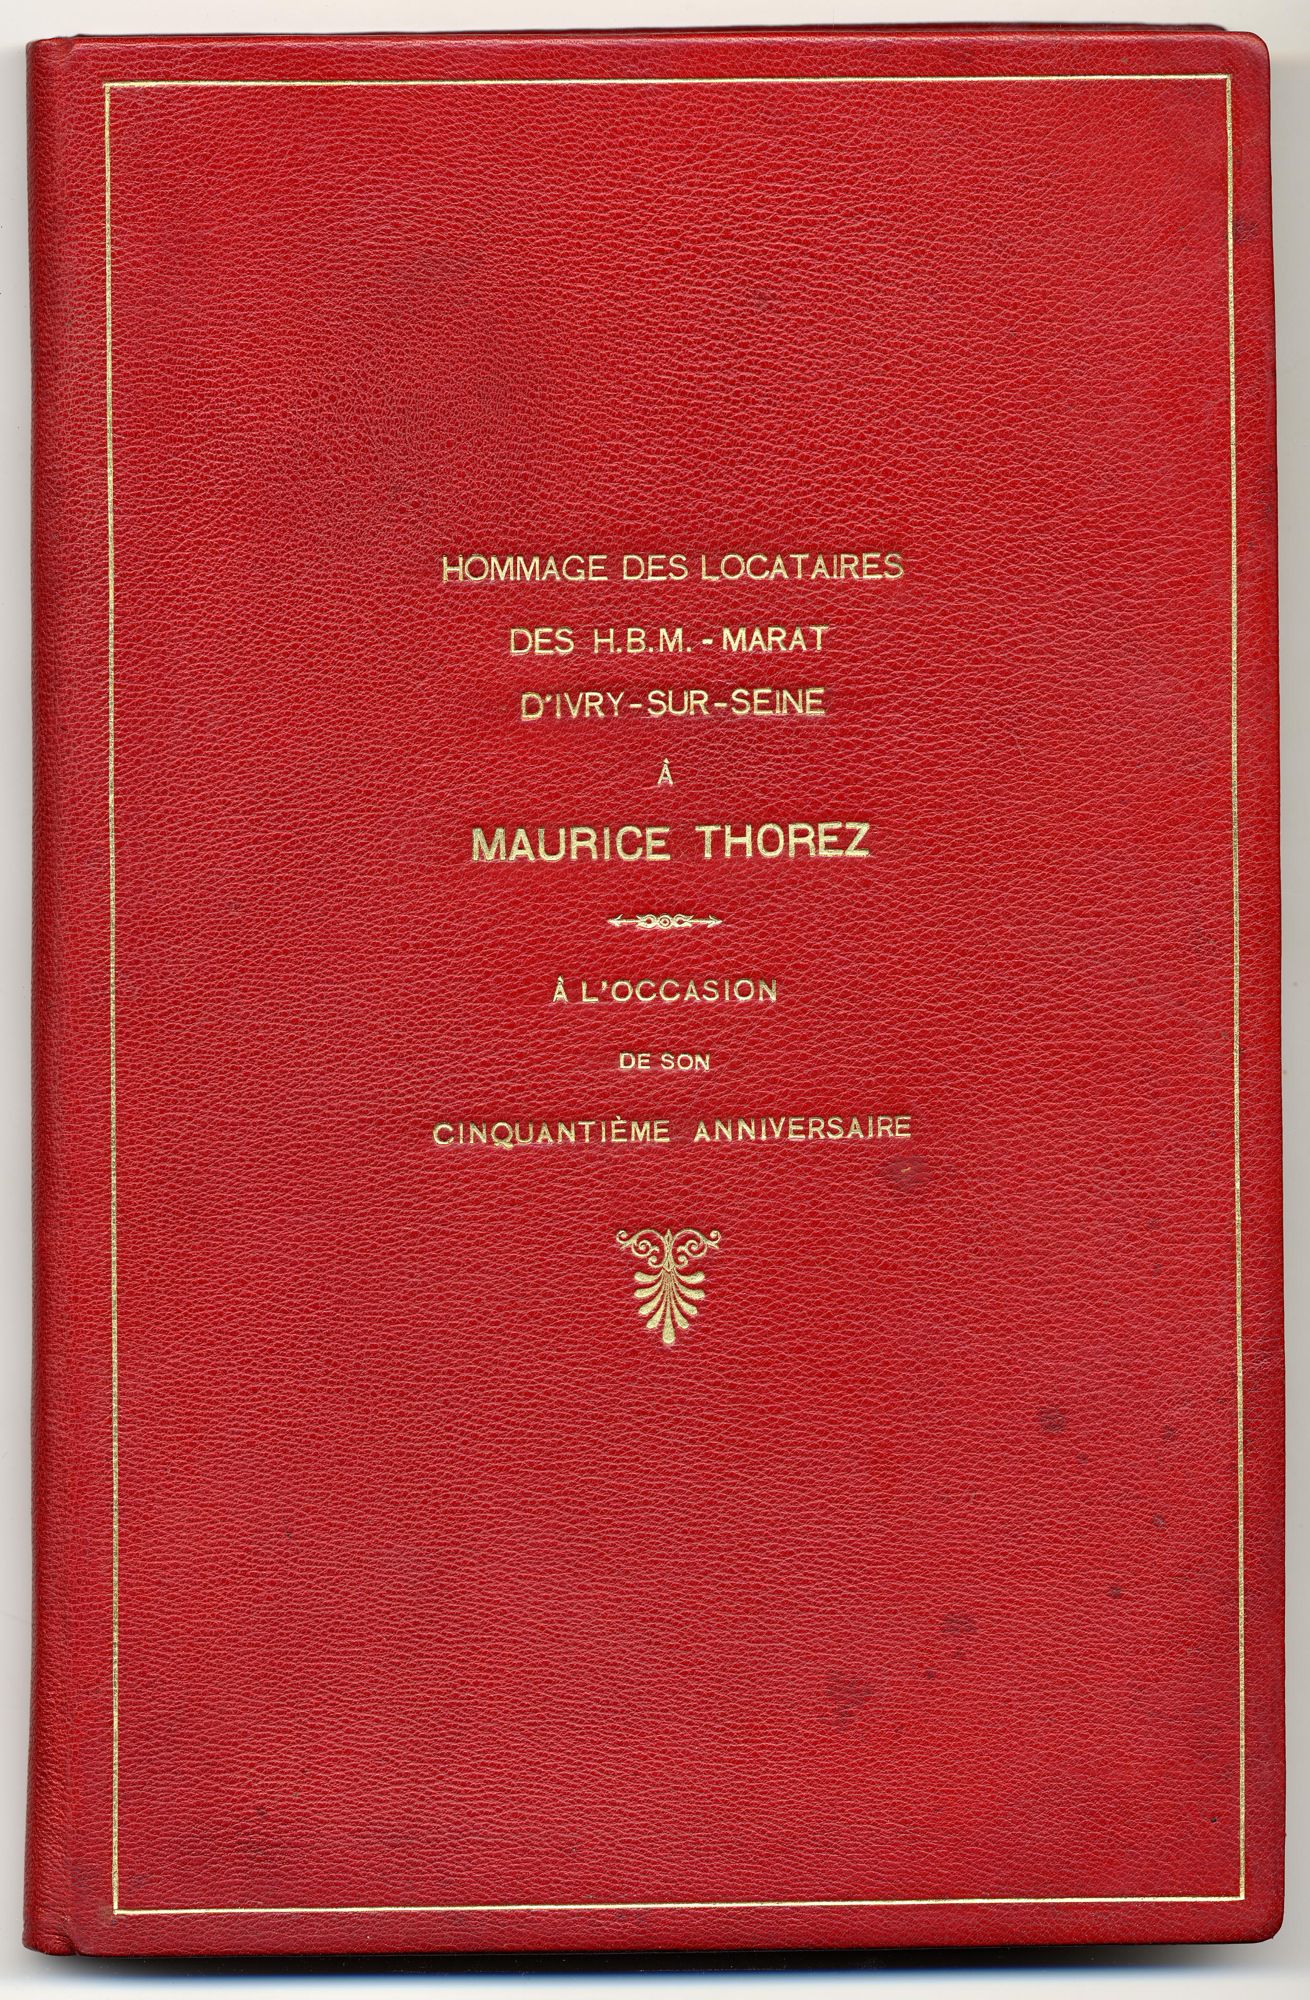 HOMMAGE DES LOCATAIRES
DES H.B.M. - MARAT
D'IVRY-SUR-SEINE
À
MAURICE THOREZ
À L'OCCASION
DE SON
CINQUANTIÈME ANNIVERSAIRE